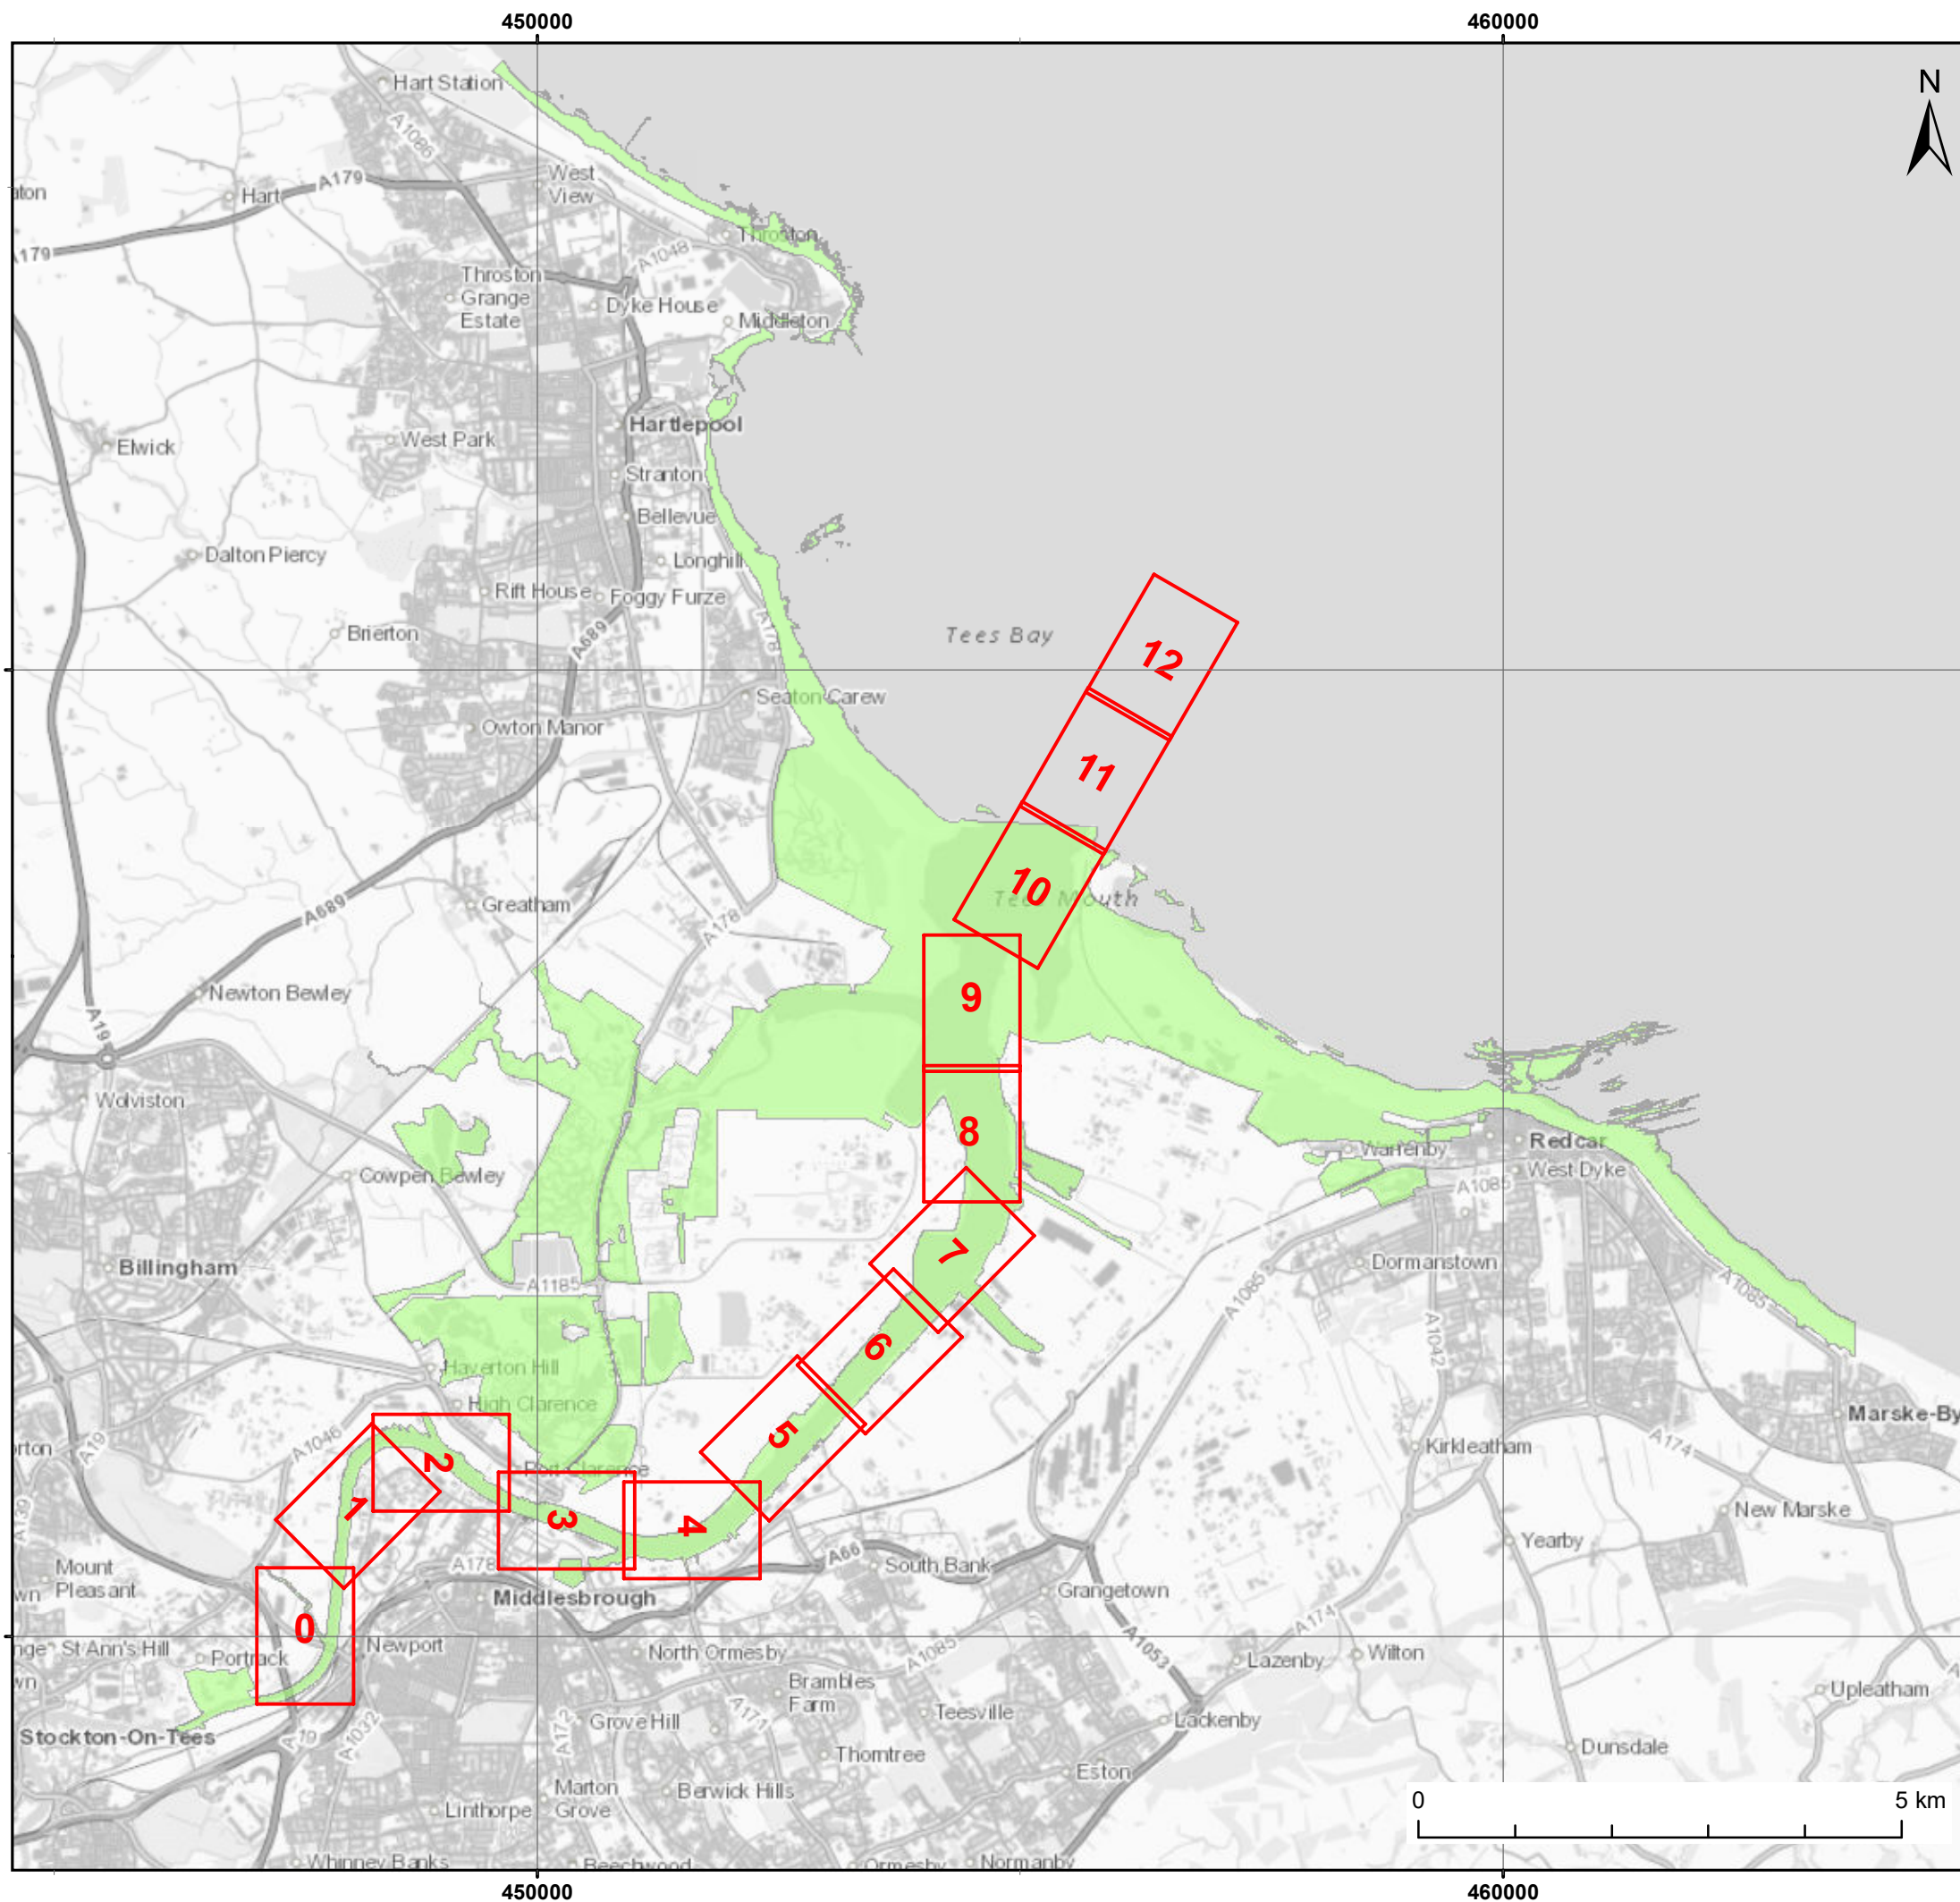 450000
460000
N
Hart Station
A1086
West
View
A179
Hart
A179
Throston
A1048
Throston
Grange
Estate
Dyke House
Middleton
Hartlepool
Elwick
West Park
Stranton
Bellevue
Dalton Piercy
Longhill
Rift House
Foggy Furze
Brierton
A689
A178
Tees Bay
12
Seaton Carew
Owton Manor
11
10
Tees Mouth
Greatham
A689
A178
Newton Bewley
9
A19
Wolviston
8
Redcar
Warrenby
West Dyke
Cowpen Bewley
A1085
Billingham
7
Dormanstown
A1185
A1085
A1085
A1042
6
Haverton Hill
High Clarence
Marske-By
A1046
5
Kirkleatham
A174
A19
2
Port Clarence
A139
1
3
4
New Marske
Yearby
A66
South Bank
A178
Mount
Pleasant
Middlesbrough
Grangetown
0
A174
St Ann's Hill
Newport
North Ormesby
A1085
A1053
Portrack
Lazenby
Wilton
Brambles
Farm
Upleatham
Stockton-On-Tees
A19
A1032
A172
Grove Hill
A171
Teesville
Lackenby
Thorntree
Dunsdale
Eston
Marton
Grove
Linthorpe
Berwick Hills
0
5 km
Whinney Banks
Beechwood
Ormesby
Normanby
450000
460000